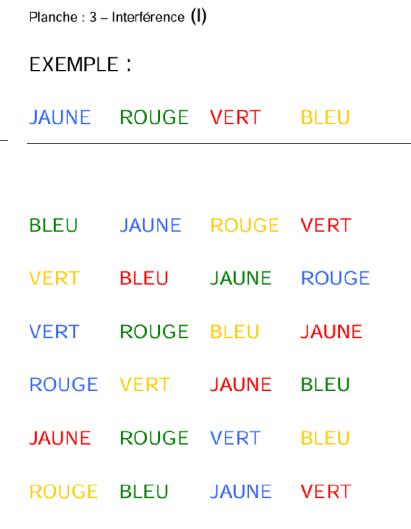 Planche : 3 – Interférence (I)
EXEMPLE :
JAUNE ROUGE VERT BLEU
BLEU JAUNE ROUGE VERT
VERT BLEU JAUNE ROUGE
VERT ROUGE BLEU JAUNE
ROUGE VERT JAUNE BLEU
JAUNE ROUGE VERT BLEU
ROUGE BLEU JAUNE VERT